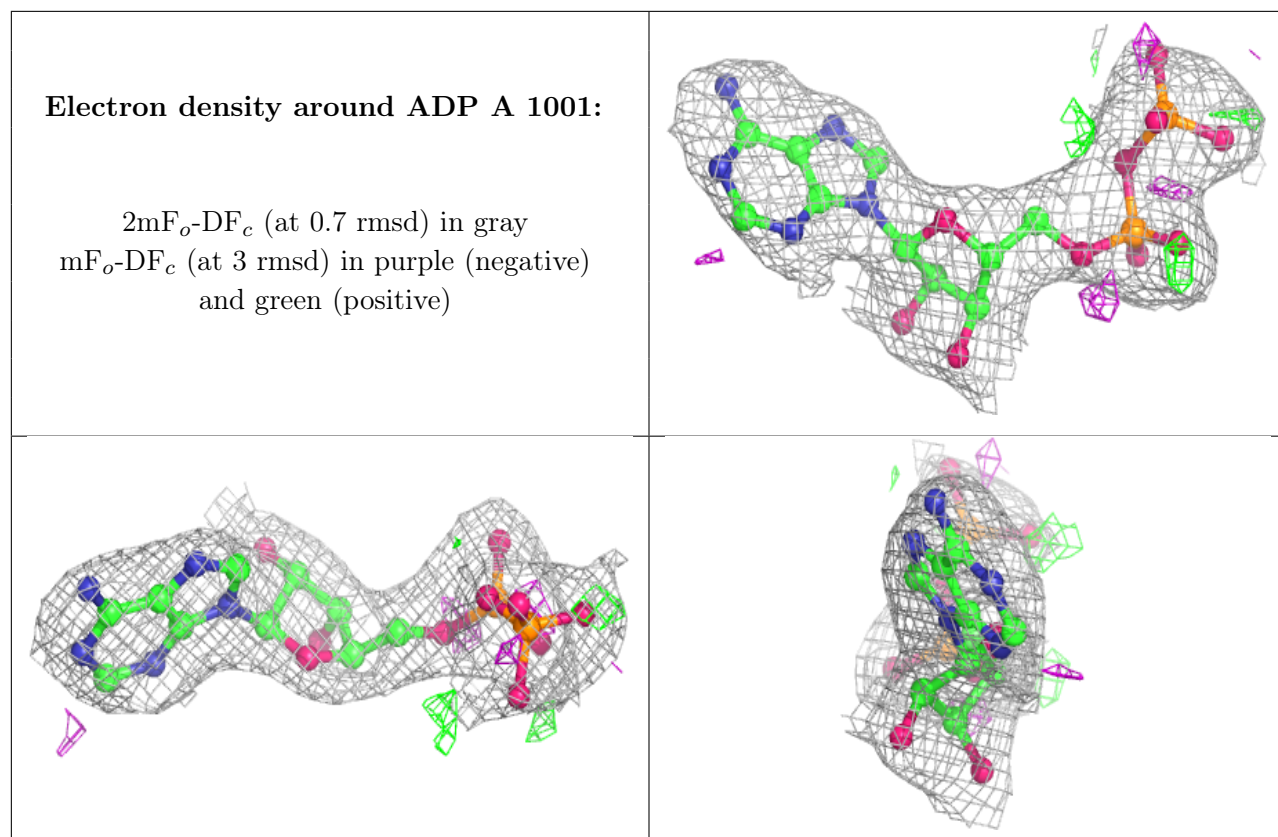 Electron density around ADP A 1001:
2mFo-DFc (at 0.7 rmsd) in gray
mFo-DFc (at 3 rmsd) in purple (negative)
and green (positive)